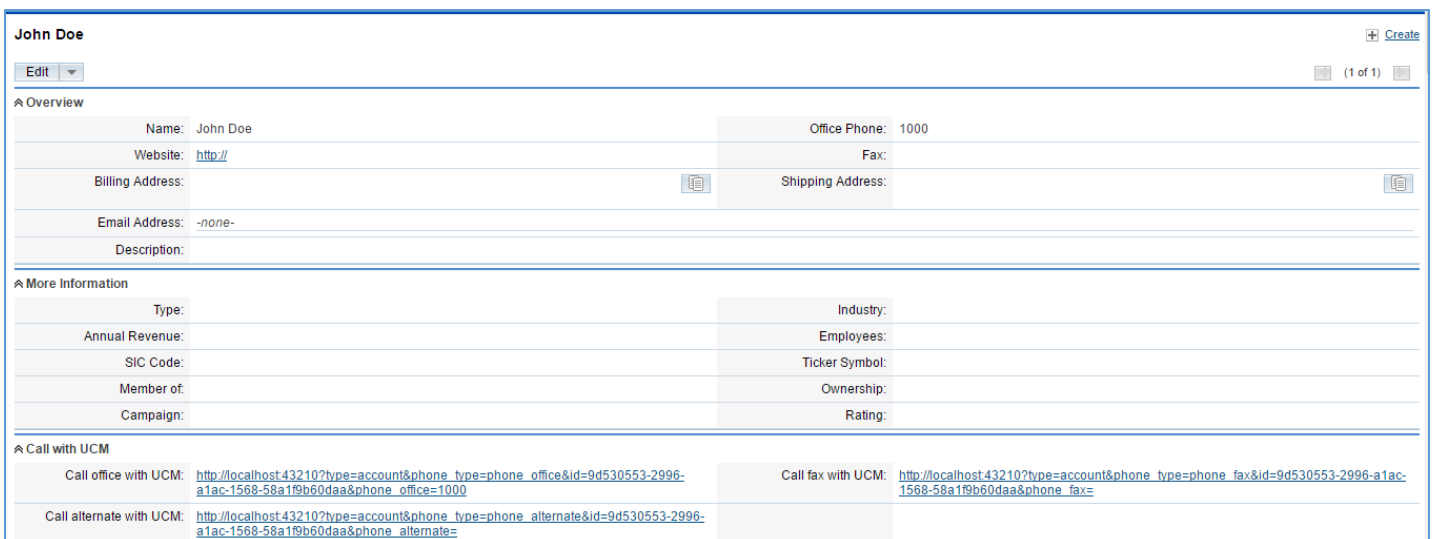 John Doe
Create
Edit
(1 of 1)
Overview
Name: John Doe
Office Phone: 1000
Website: http://
Fax:
Billing Address:
Shipping Address:
Email Address: -none-
Description:
More Information
Type:
Industry:
Annual Revenue:
Employees:
SIC Code:
Ticker Symbol:
Member of:
Ownership:
Campaign:
Rating:
Call with UCM
Call office with UCM: http://localhost:43210?type=account&phone_type=phone_office&id=9d530553-2996-
a1ac-1568-58a1f9b60daa&phone_office=1000
Call fax with UCM: http://localhost:43210?type=account&phone_type=phone_fax&id=9d530553-2996-a1ac-
1568-58a1f9b60daa&phone_fax=
Call alternate with UCM: http://localhost:43210?type=account&phone_type=phone_alternate&id=9d530553-2996-
a1ac-1568-58a1f9b60daa&phone_alternate=